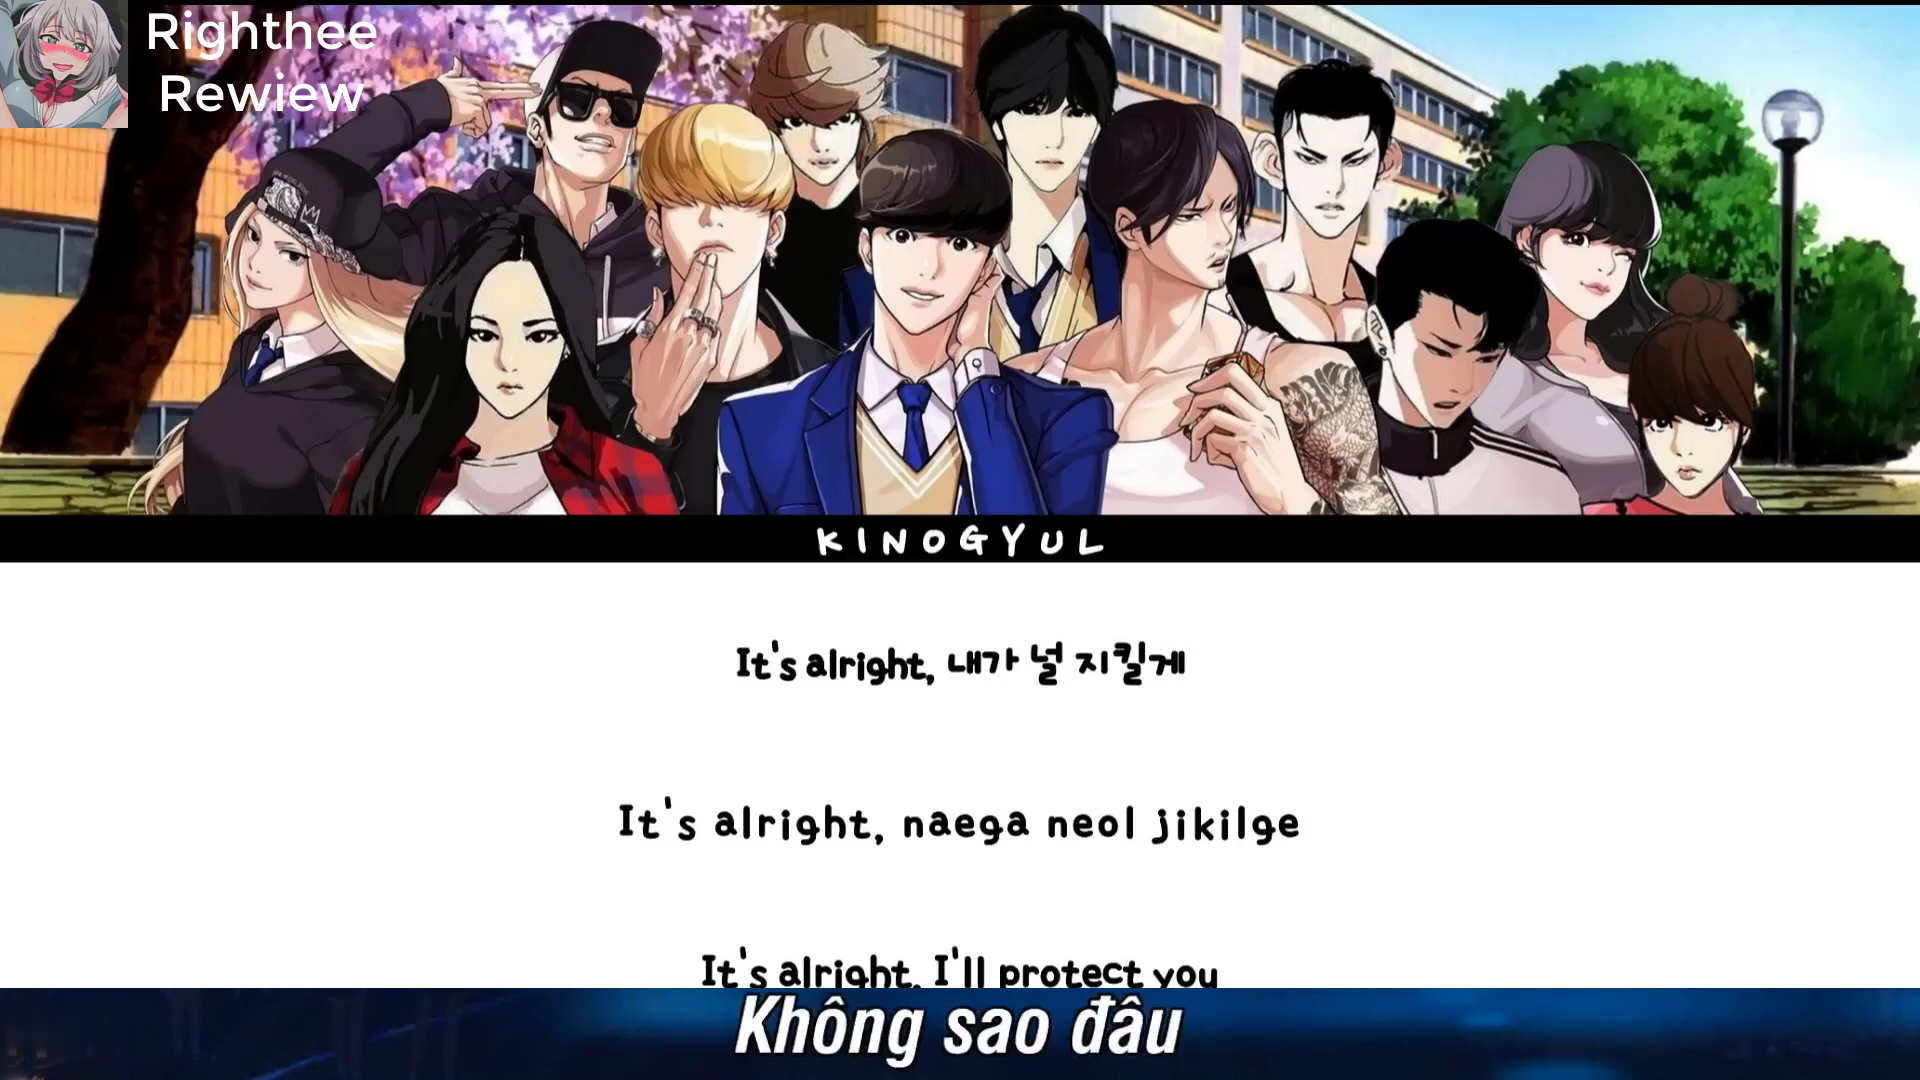 Righthee
Rewiew
KINOGYUL
It's alright, 내가 널 지킬게
It's alright, naega neol jikilge
It's alright, I'll protect you
Không sao đâu